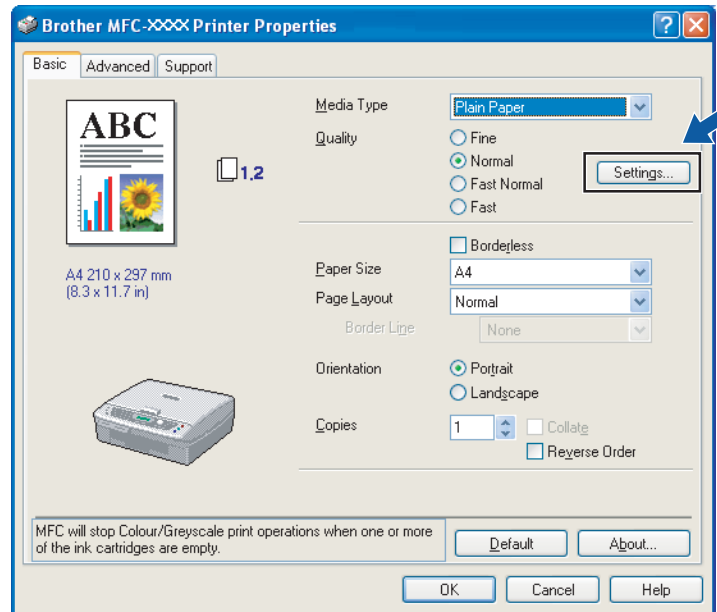 Brother MFC-XXXX Printer Properties
Basic Advanced Support
ABC
1.2
A4 210 x 297 mm
(8.3 x 11.7 in)
Media Type Plain Paper
Quality Fine
Normal
Settings...
Fast Normal
Fast
Borderless
Paper Size A4
Page Layout Normal
Border Line None
Orientation Portrait
Landscape
Copies 1 Collate
Reverse Order
MFC will stop Colour/Greyscale print operations when one or more
of the ink cartridges are empty.
Default About...
OK Cancel Help